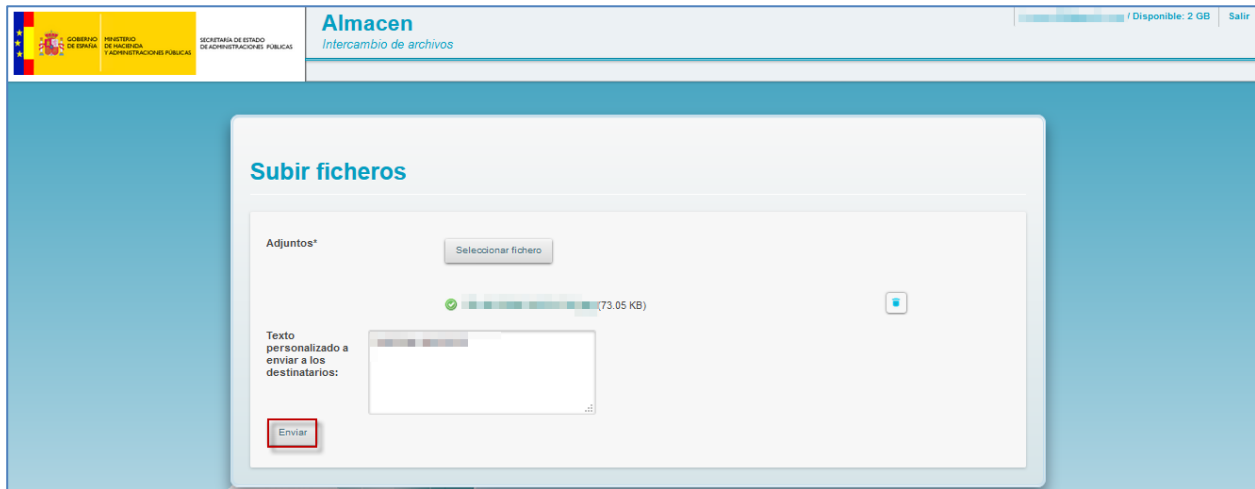 GOBIERNO
DE ESPAÑA
MINISTERIO
DE HACIENDA
Y ADMINISTRACIONES PÚBLICAS
SECRETARÍA DE ESTADO
DE ADMINISTRACIONES PÚBLICAS
Almacen
Intercambio de archivos
/ Disponible: 2 GB
Salir
Subir ficheros
Adjuntos*
Seleccionar fichero
(73.05 KB)
Texto
personalizado a
enviar a los
destinatarios:
Enviar